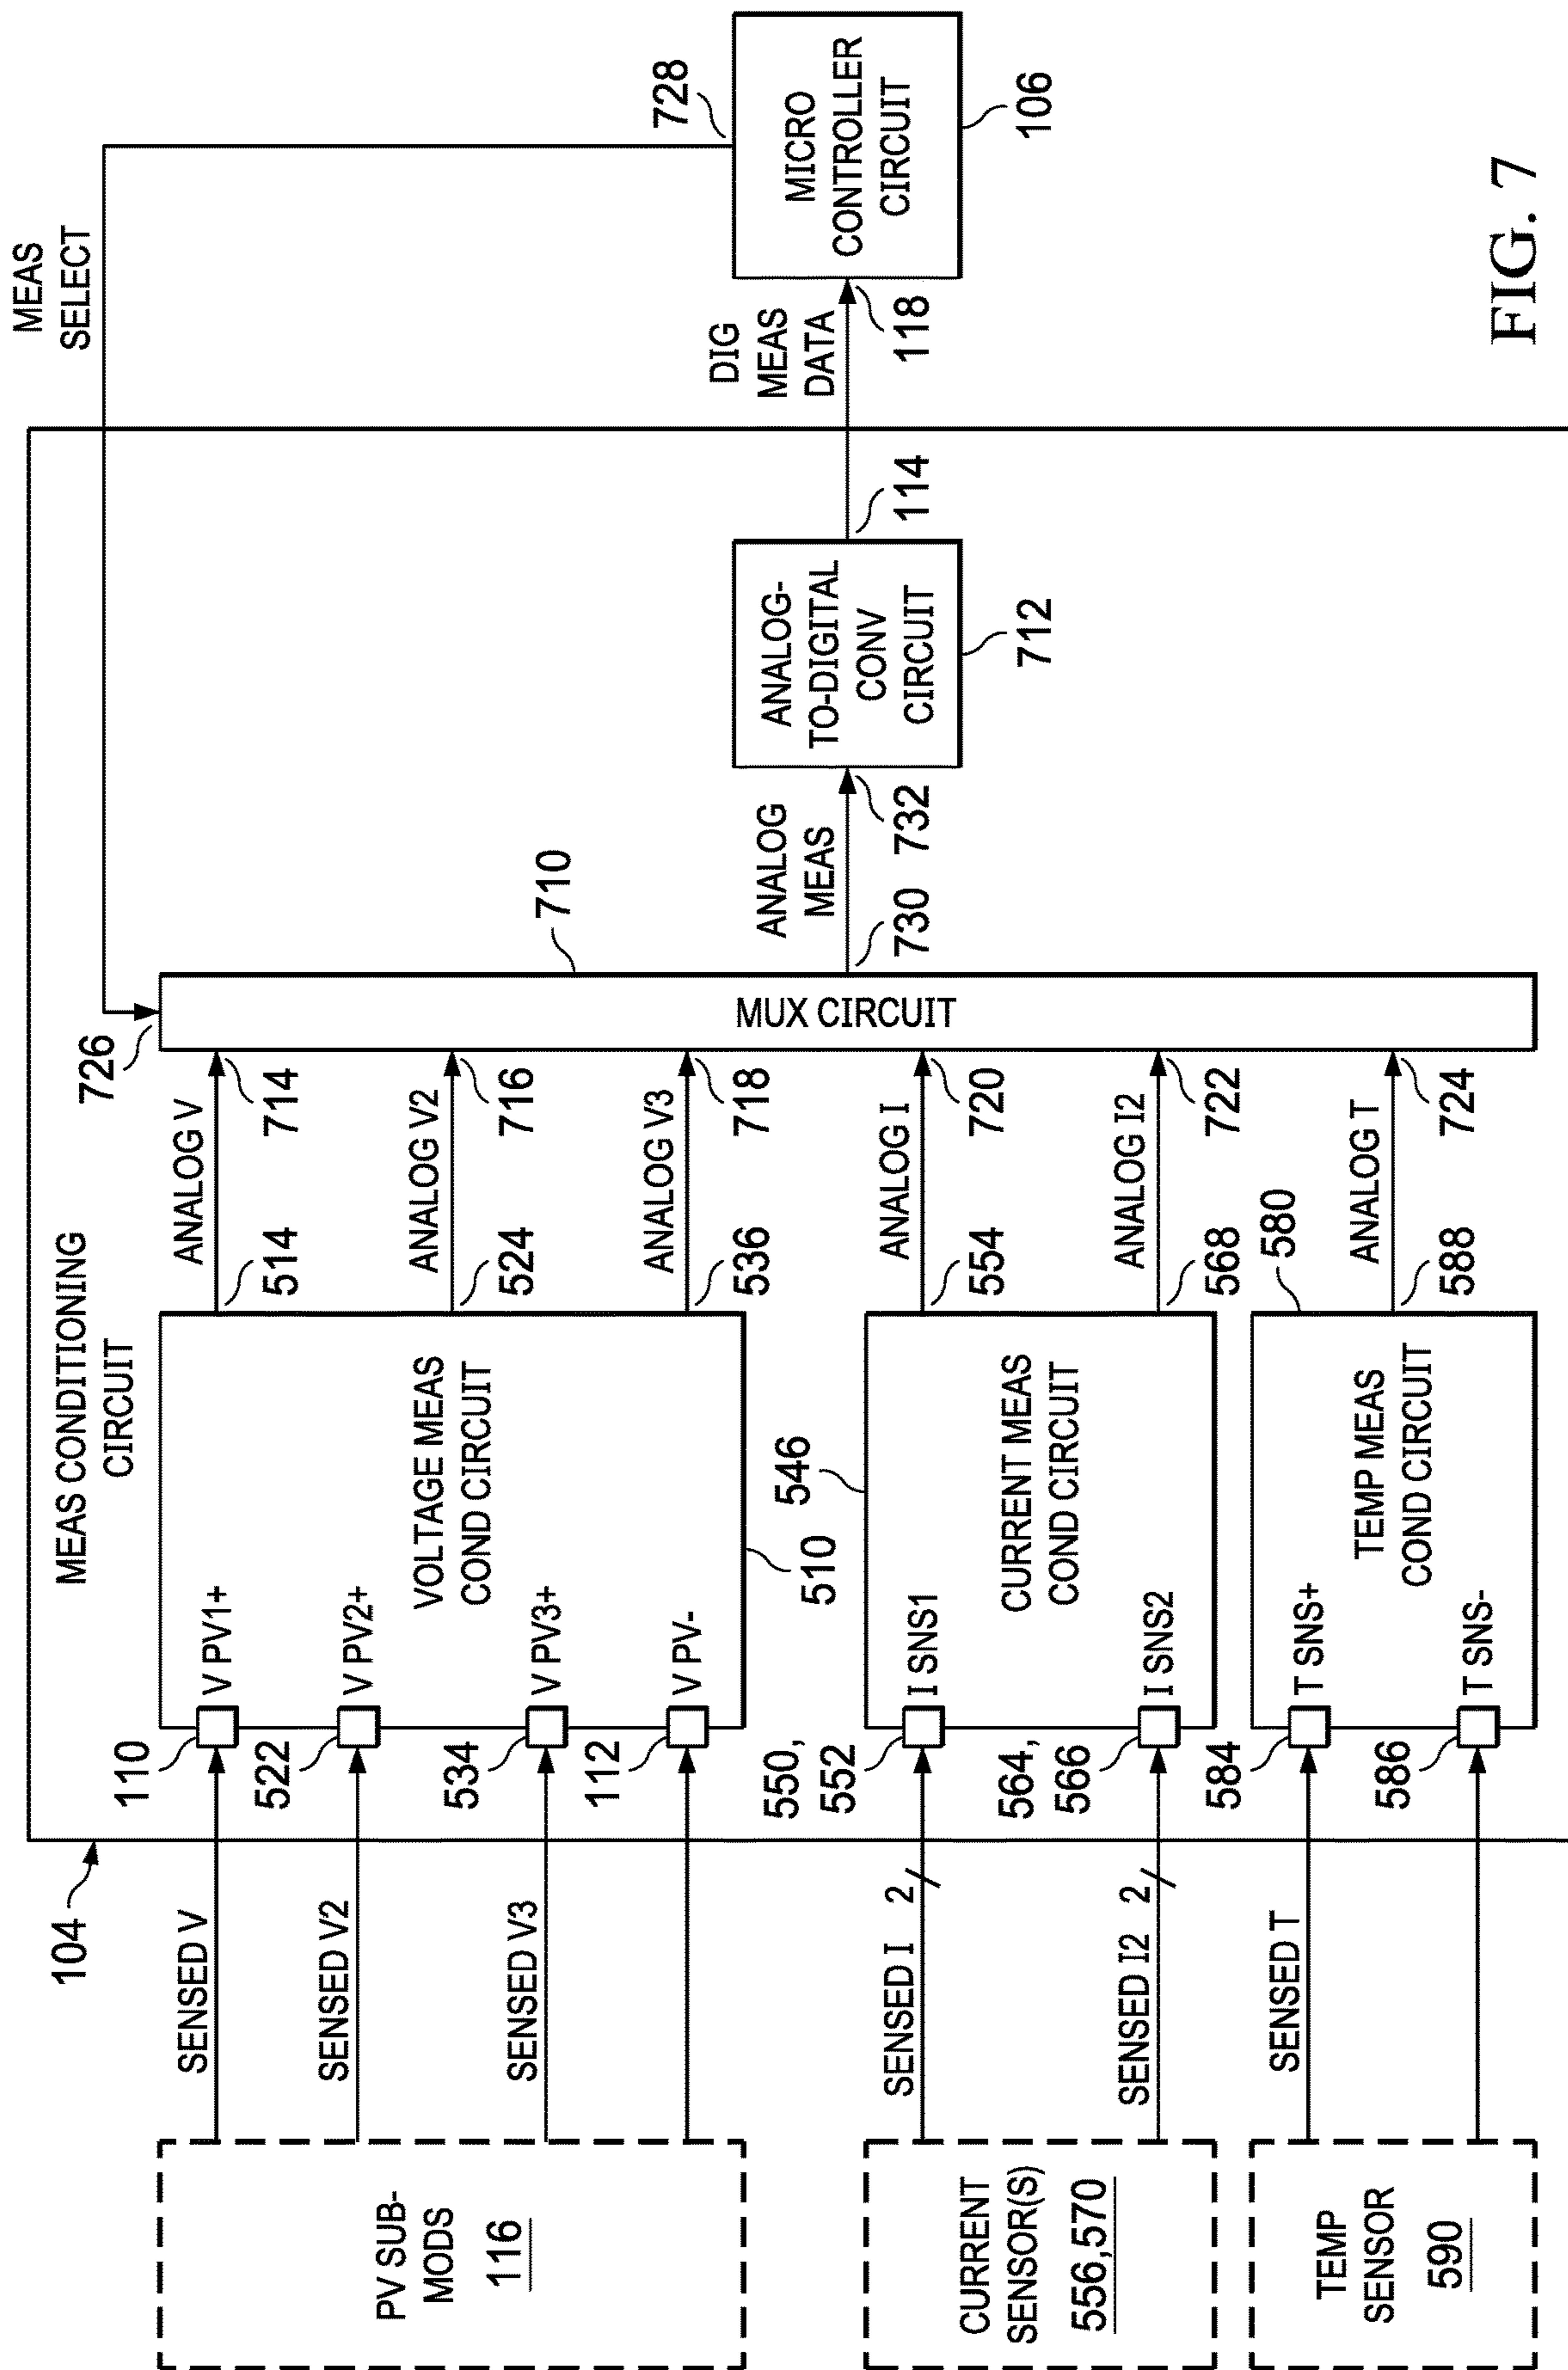 MEAS CONDITIONING
CIRCUIT
MEAS
SELECT
104
PV SUB-
MODS
116
SENSED V
SENSED V2
SENSED V3
110
522
534
112
V PV1+
V PV2+
V PV3+
V PV-
VOLTAGE MEAS
COND CIRCUIT
510
514
524
536
ANALOG V
ANALOG V2
ANALOG V3
714
716
718
726
CURRENT
SENSOR(S)
556,570
SENSED I
2
SENSED I2
2
550,
552
564,
566
I SNS1
I SNS2
CURRENT MEAS
COND CIRCUIT
546
554
568
ANALOG I
ANALOG I2
720
722
TEMP
SENSOR
590
SENSED T
584
586
T SNS+
T SNS-
TEMP MEAS
COND CIRCUIT
580
588
ANALOG T
724
MUX CIRCUIT
710
730
ANALOG
MEAS
732
ANALOG-
TO-DIGITAL
CONV
CIRCUIT
712
114
DIG
MEAS
DATA
118
MICRO
CONTROLLER
CIRCUIT
728
106
FIG. 7